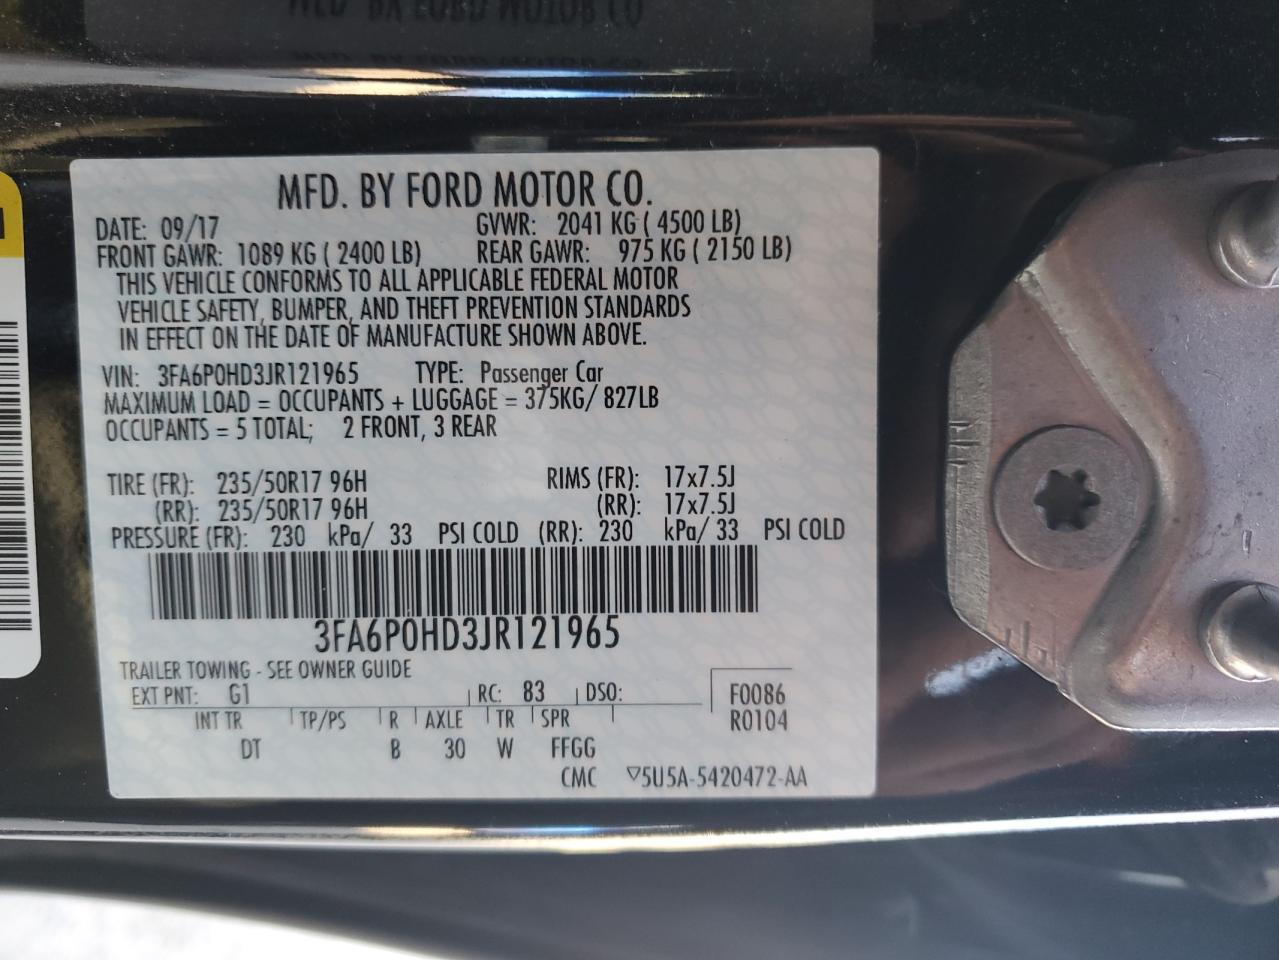 MFD. BY FORD MOTOR CO.
DATE: 09/17 GVWR: 2041 KG ( 4500 LB)
FRONT GAWR: 1089 KG ( 2400 LB) REAR GAWR: 975 KG ( 2150 LB)
THIS VEHICLE CONFORMS TO ALL APPLICABLE FEDERAL MOTOR
VEHICLE SAFETY, BUMPER, AND THEFT PREVENTION STANDARDS
IN EFFECT ON THE DATE OF MANUFACTURE SHOWN ABOVE.
VIN: 3FA6P0HD3JR121965 TYPE: Passenger Car
MAXIMUM LOAD = OCCUPANTS + LUGGAGE = 375KG/ 827LB
OCCUPANTS = 5 TOTAL; 2 FRONT, 3 REAR
TIRE (FR): 235/50R17 96H RIMS (FR): 17x7.5J
(RR): 235/50R17 96H (RR): 17x7.5J
PRESSURE (FR): 230 kPa/ 33 PSI COLD (RR): 230 kPa/ 33 PSI COLD
3FA6P0HD3JR121965
TRAILER TOWING - SEE OWNER GUIDE
EXT PNT: G1 RC: 83 DSO: F0086
INT TR TP/PS R AXLE TR SPR R0104
DT B 30 W FFGG
CMC ▽5U5A-5420472-AA